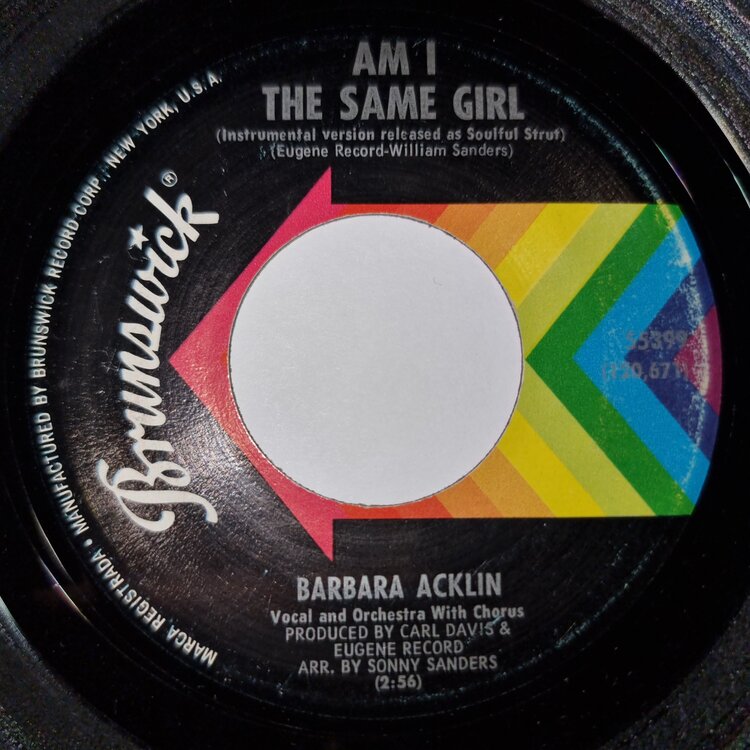 AM I
THE SAME GIRL
(Instrumental version released as Soulful Strut)
(Eugene Record-William Sanders)
Brunswick®
MARCA REGISTRADA • MANUFACTURED BY BRUNSWICK RECORD CORP., NEW YORK, U.S.A.
55399
(120,671)
BARBARA ACKLIN
Vocal and Orchestra With Chorus
PRODUCED BY CARL DAVIS &
EUGENE RECORD
ARR. BY SONNY SANDERS
(2:56)